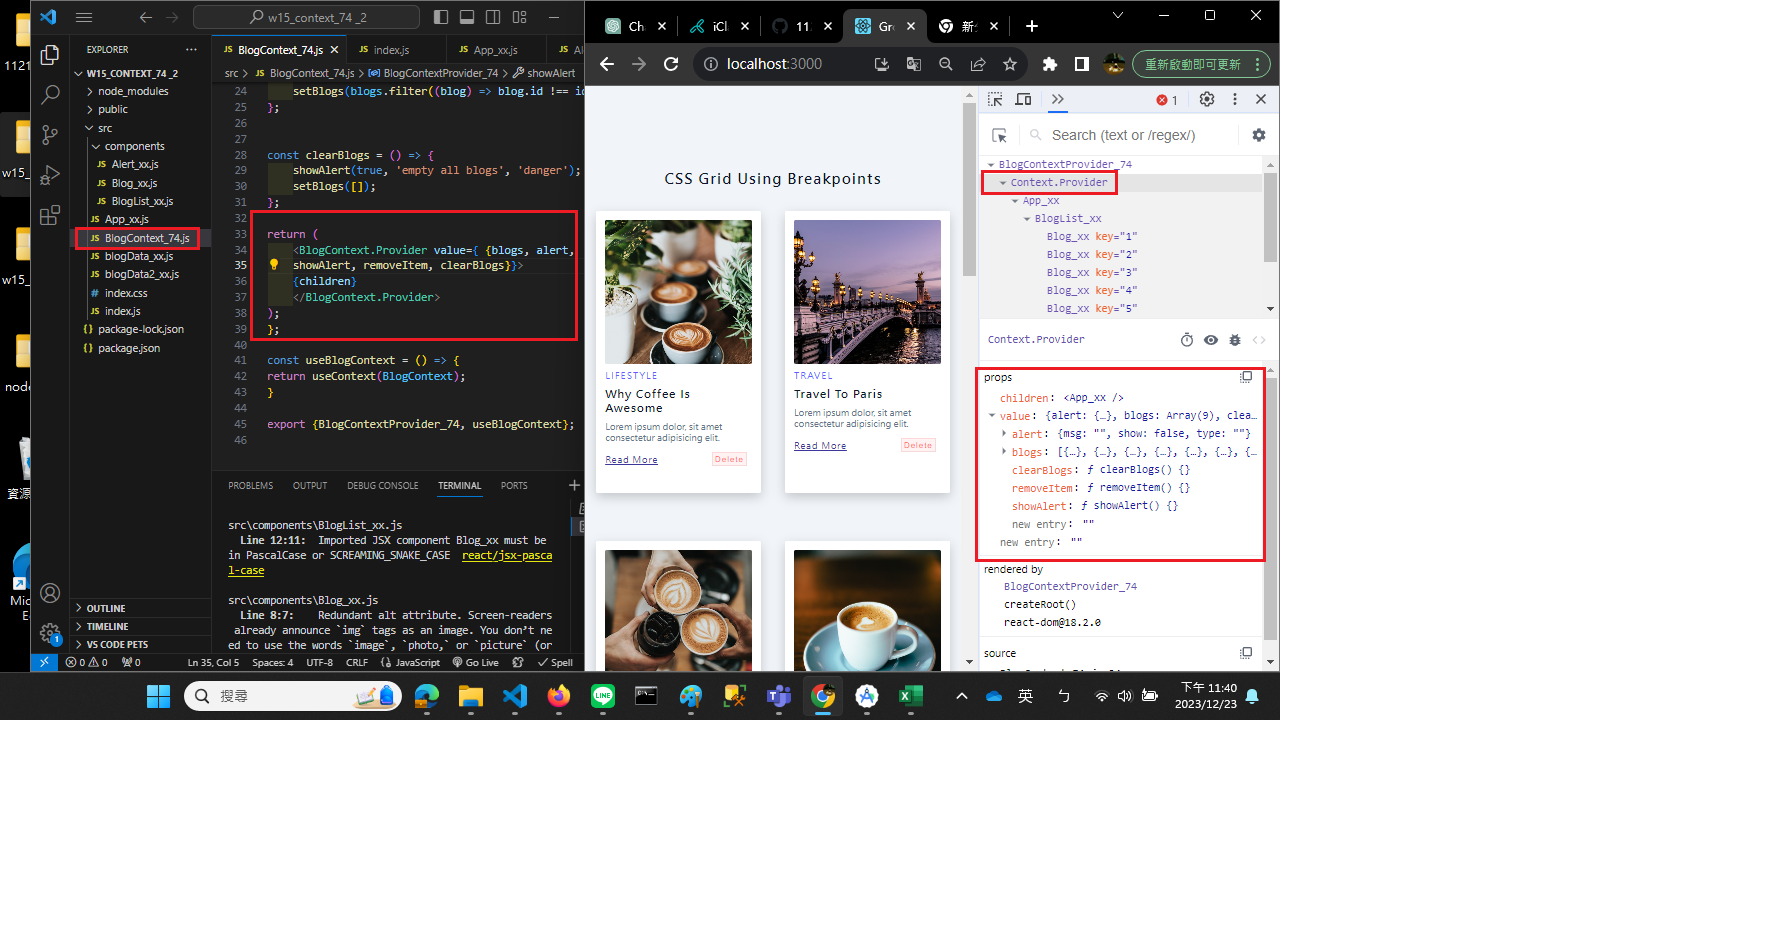 1121
w15_
w15_
node
資源
Mic
E
w15_context_74 _2
EXPLORER
W15_CONTEXT_74 _2
node_modules
public
src
components
JS Alert_xx.js
JS Blog_xx.js
JS BlogList_xx.js
JS App_xx.js
JS BlogContext_74.js
JS blogData_xx.js
JS blogData2_xx.js
# index.css
JS index.js
{} package-lock.json
{} package.json
OUTLINE
TIMELINE
VS CODE PETS
1
JS BlogContext_74.js
JS index.js
JS App_xx.js
JS Al
src > JS BlogContext_74.js > BlogContextProvider_74 > showAlert
24 setBlogs(blogs.filter((blog) => blog.id !== id
25 };
26
27
28 const clearBlogs = () => {
29 showAlert(true, 'empty all blogs', 'danger');
30 setBlogs([]);
31 };
32
33 return (
34 <BlogContext.Provider value={ {blogs, alert,
35 showAlert, removeItem, clearBlogs}}>
36 {children}
37 </BlogContext.Provider>
38 );
39 };
40
41 const useBlogContext = () => {
42 return useContext(BlogContext);
43 }
44
45 export {BlogContextProvider_74, useBlogContext};
46
PROBLEMS OUTPUT DEBUG CONSOLE TERMINAL PORTS
src\components\BlogList_xx.js
Line 12:11: Imported JSX component Blog_xx must be
in PascalCase or SCREAMING_SNAKE_CASE react/jsx-pasca
l-case
src\components\Blog_xx.js
Line 8:7: Redundant alt attribute. Screen-readers
already announce `img` tags as an image. You don’t ne
ed to use the words `image`, `photo,` or `picture` (or
0 0 0 Ln 35, Col 5 Spaces: 4 UTF-8 CRLF {} JavaScript Go Live Spell
Ch
iCl
11
Gr
新
localhost:3000
重新啟動即可更新
CSS Grid Using Breakpoints
LIFESTYLE
Why Coffee Is
Awesome
Lorem ipsum dolor, sit amet
consectetur adipisicing elit.
Read More
Delete
TRAVEL
Travel To Paris
Lorem ipsum dolor, sit amet
consectetur adipisicing elit.
Read More
Delete
1
Search (text or /regex/)
BlogContextProvider_74
Context.Provider
App_xx
BlogList_xx
Blog_xx key="1"
Blog_xx key="2"
Blog_xx key="3"
Blog_xx key="4"
Blog_xx key="5"
Context.Provider
props
children: <App_xx />
value: {alert: {…}, blogs: Array(9), clea…
alert: {msg: "", show: false, type: ""}
blogs: [{…}, {…}, {…}, {…}, {…}, {…}, {…
clearBlogs: ƒ clearBlogs() {}
removeItem: ƒ removeItem() {}
showAlert: ƒ showAlert() {}
new entry: ""
new entry: ""
rendered by
BlogContextProvider_74
createRoot()
react-dom@18.2.0
source
搜尋
LINE
英
ㄅ
下午 11:40
2023/12/23